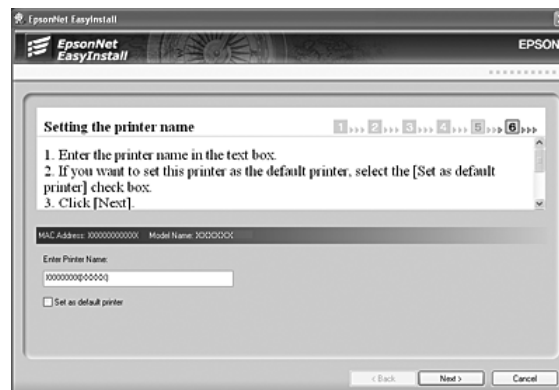 EpsonNet EasyInstall
EpsonNet
EasyInstall
EPSON
Setting the printer name
1 >>> 2 >>> 3 >>> 4 >>> 5 >>> 6 >>>
1. Enter the printer name in the text box.
2. If you want to set this printer as the default printer, select the [Set as default
printer] check box.
3. Click [Next].
MAC Address: XXXXXXXXXXXX Model Name: XXXXXXX
Enter Printer Name:
Set as default printer
< Back
Next >
Cancel